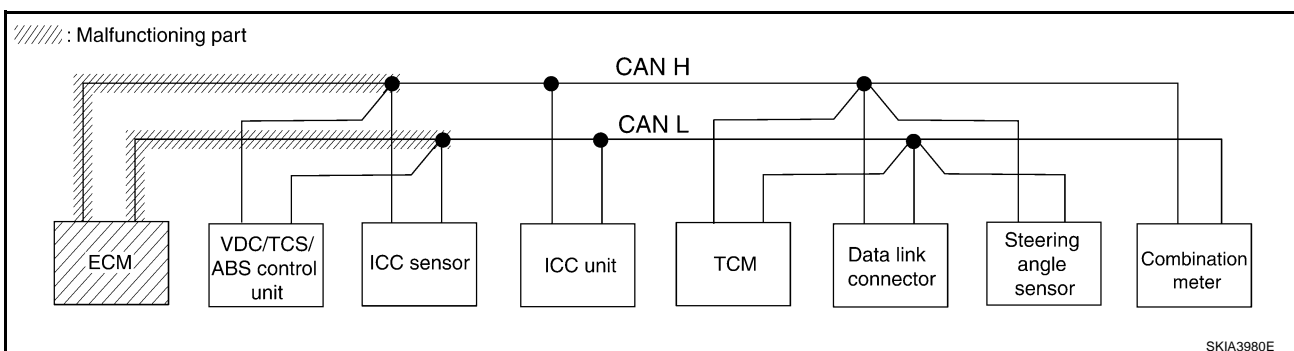 : Malfunctioning part
CAN H
CAN L
ECM
VDC/TCS/
ABS control
unit
ICC sensor
ICC unit
TCM
Data link
connector
Steering
angle
sensor
Combination
meter
SKIA3980E